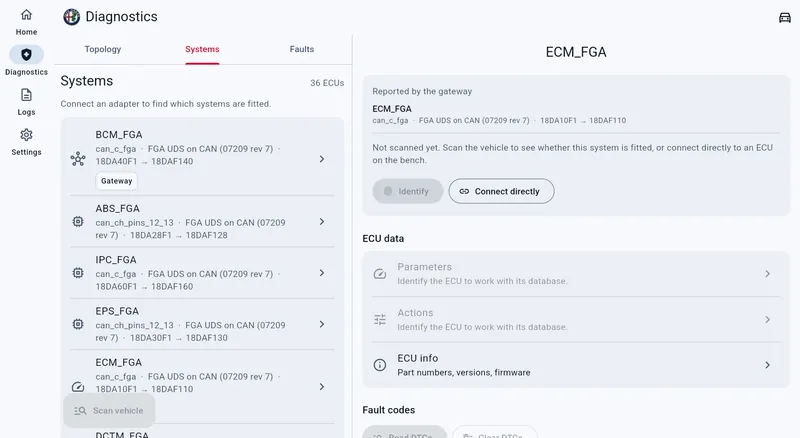 Diagnostics
Home
Diagnostics
Logs
Settings
Topology
Systems
Faults
Systems
36 ECUs
Connect an adapter to find which systems are fitted.
BCM_FGA
can_c_fga · FGA UDS on CAN (07209 rev 7) ·
18DA40F1 → 18DAF140
Gateway
ABS_FGA
can_ch_pins_12_13 · FGA UDS on CAN (07209
rev 7) · 18DA28F1 → 18DAF128
IPC_FGA
can_c_fga · FGA UDS on CAN (07209 rev 7) ·
18DA60F1 → 18DAF160
EPS_FGA
can_ch_pins_12_13 · FGA UDS on CAN (07209
rev 7) · 18DA30F1 → 18DAF130
ECM_FGA
can_c_fga · FGA UDS on CAN (07209 rev 7) ·
18DA10F1 → 18DAF110
Scan vehicle
DCTM_FGA
ECM_FGA
Reported by the gateway
ECM_FGA
can_c_fga · FGA UDS on CAN (07209 rev 7) · 18DA10F1 → 18DAF110
Not scanned yet. Scan the vehicle to see whether this system is fitted, or connect directly to an ECU
on the bench.
Identify
Connect directly
ECU data
Parameters
Identify the ECU to work with its database.
Actions
Identify the ECU to work with its database.
ECU info
Part numbers, versions, firmware
Fault codes
Read DTCs
Clear DTCs